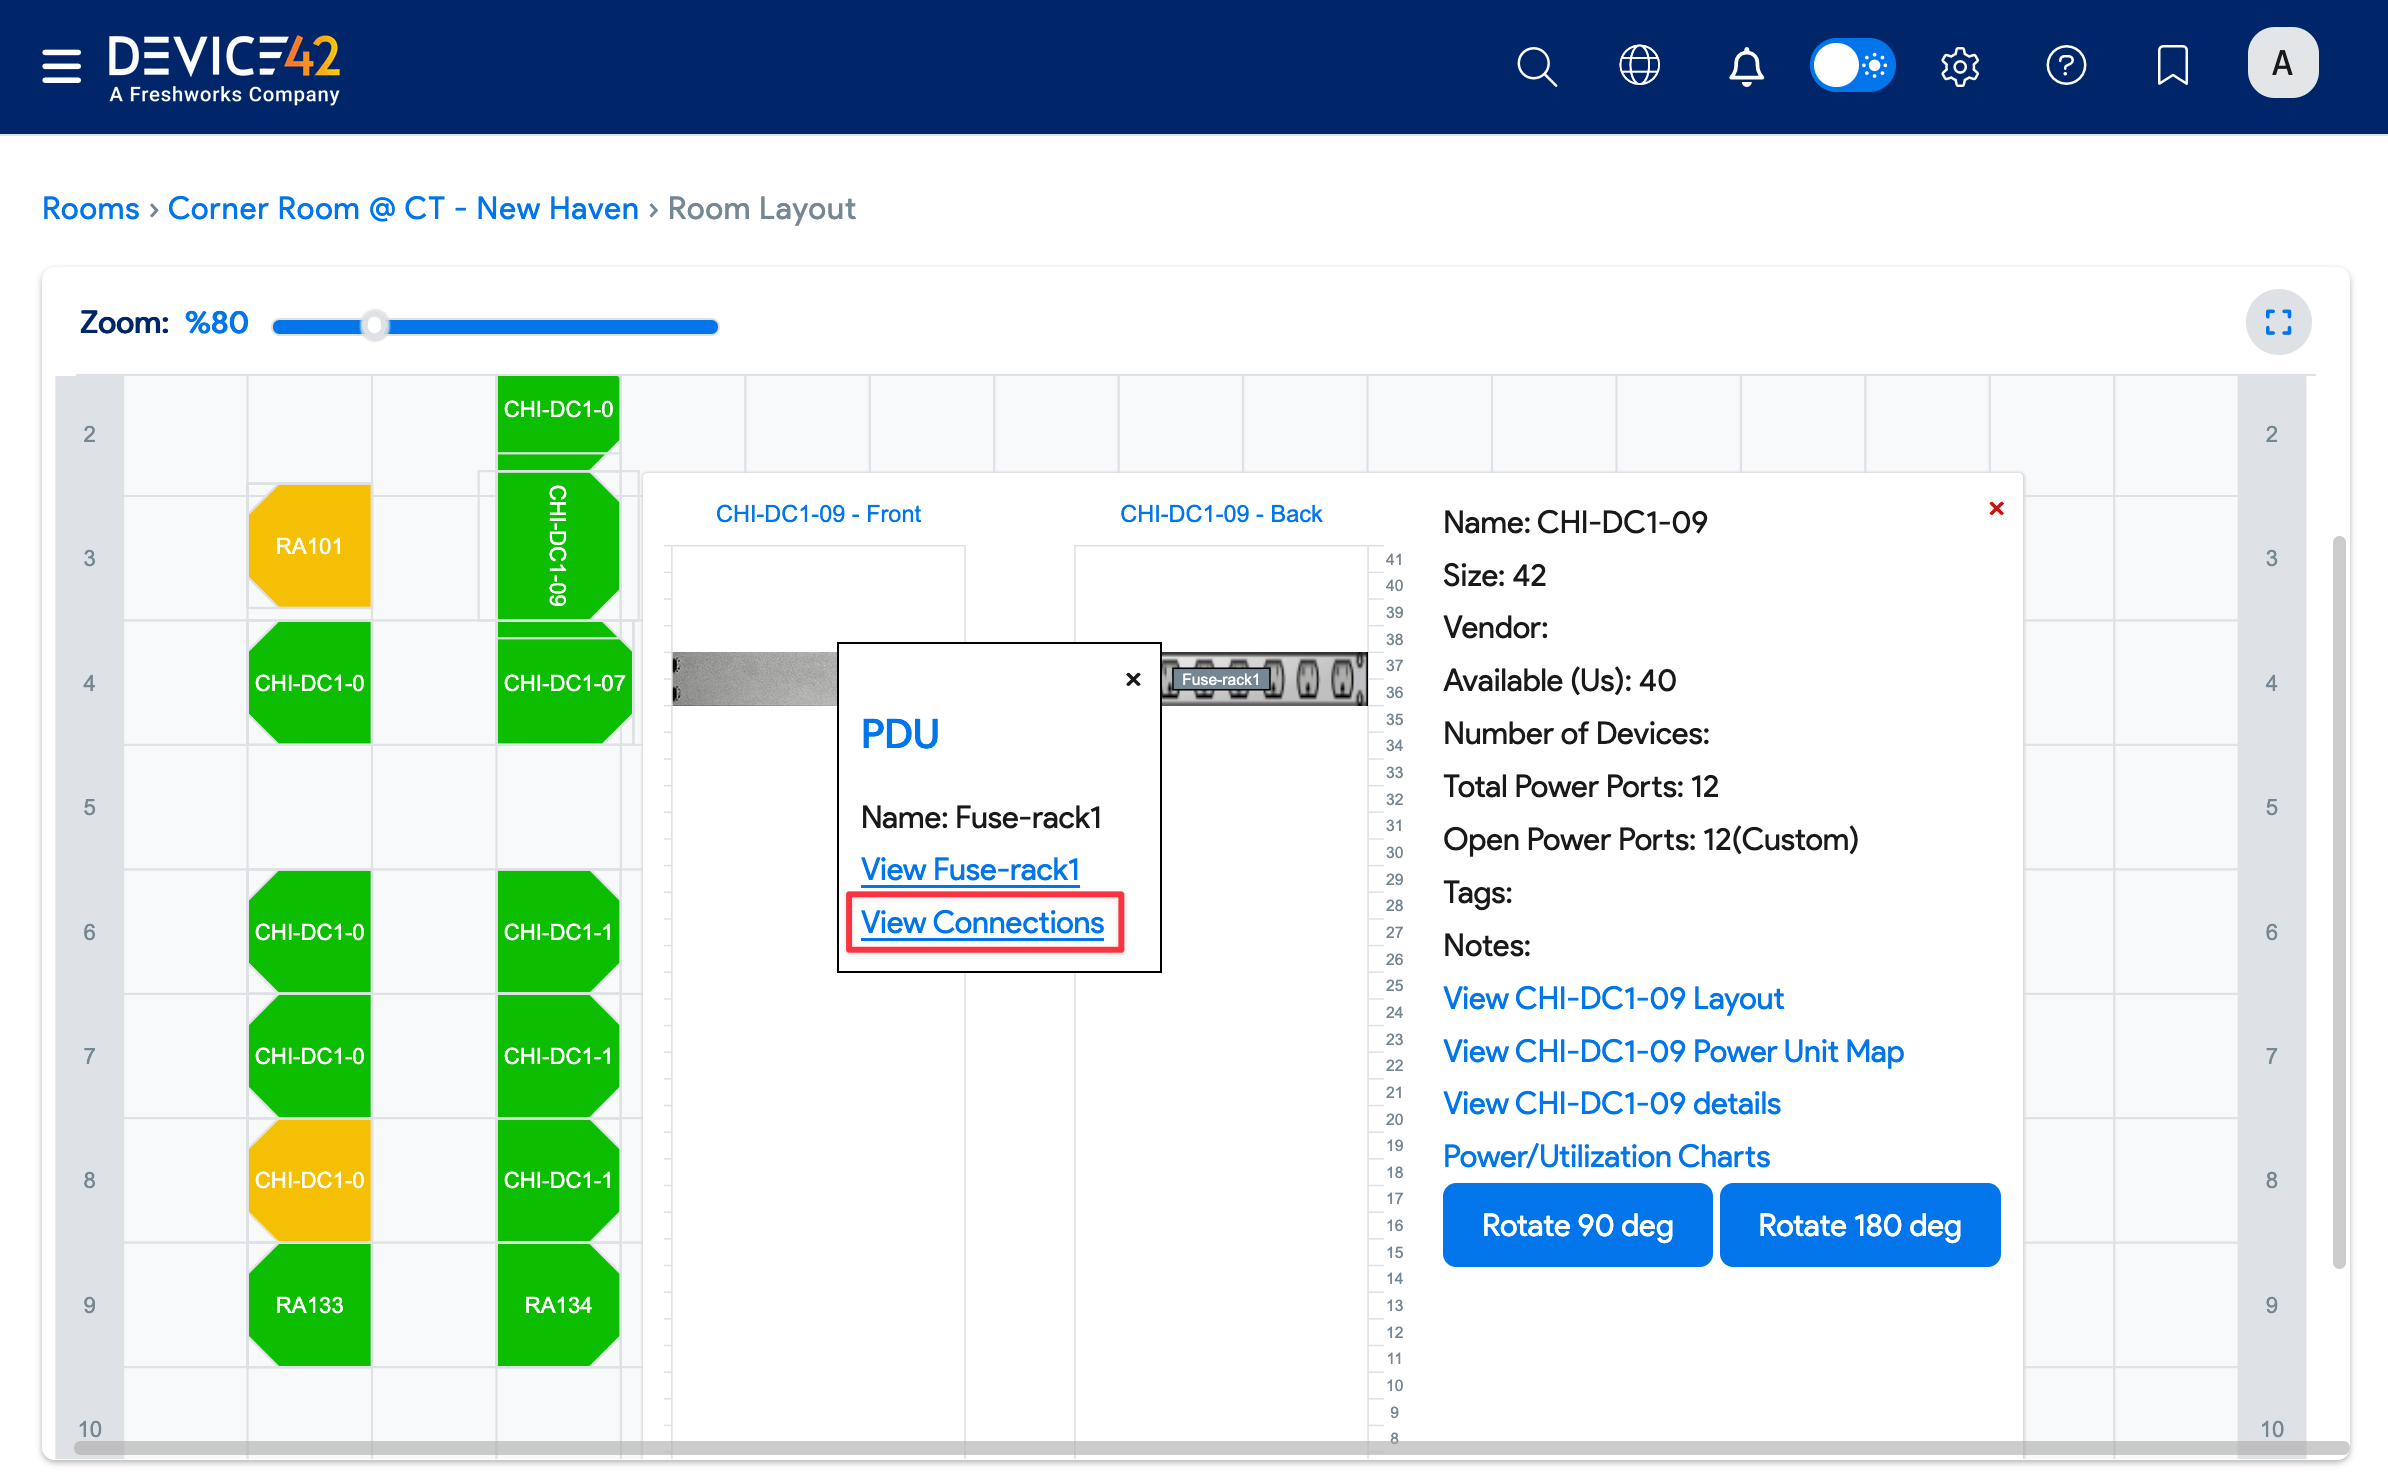 DEVICE42
A Freshworks Company
A
Rooms › Corner Room @ CT - New Haven › Room Layout
Zoom: %80
2
3
4
5
6
7
8
9
10
CHI-DC1-0
RA101
CHI-DC1-09
CHI-DC1-0
CHI-DC1-07
CHI-DC1-0
CHI-DC1-1
CHI-DC1-0
CHI-DC1-1
CHI-DC1-0
CHI-DC1-1
RA133
RA134
CHI-DC1-09 - Front
CHI-DC1-09 - Back
Fuse-rack1
×
PDU
Name: Fuse-rack1
View Fuse-rack1
View Connections
41
40
39
38
37
36
35
34
33
32
31
30
29
28
27
26
25
24
23
22
21
20
19
18
17
16
15
14
13
12
11
10
9
8
×
Name: CHI-DC1-09
Size: 42
Vendor:
Available (Us): 40
Number of Devices:
Total Power Ports: 12
Open Power Ports: 12(Custom)
Tags:
Notes:
View CHI-DC1-09 Layout
View CHI-DC1-09 Power Unit Map
View CHI-DC1-09 details
Power/Utilization Charts
Rotate 90 deg
Rotate 180 deg
2
3
4
5
6
7
8
9
10